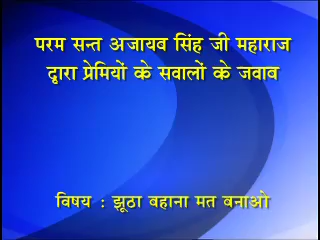 परम सन्त अजायब सिंह जी महाराज
द्वारा प्रेमियों के सवालों के जवाब
विषय : झूठा बहाना मत बनाओ